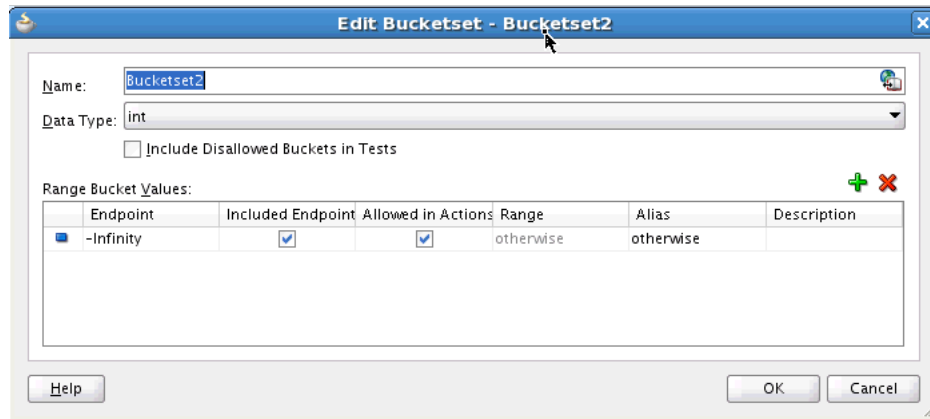 Edit Bucketset - Bucketset2
Name: Bucketset2
Data Type: int
Include Disallowed Buckets in Tests
Range Bucket Values:
Endpoint Included Endpoint Allowed in Actions Range Alias Description
-Infinity otherwise otherwise
Help OK Cancel